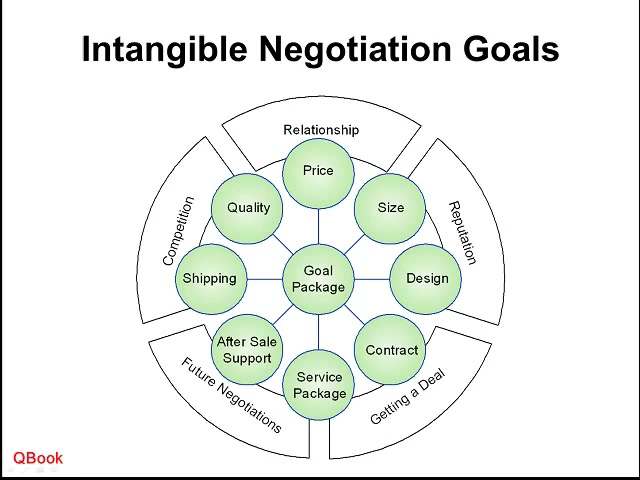 Intangible Negotiation Goals
Relationship
Price
Quality
Size
Competition
Reputation
Shipping
Goal
Package
Design
After Sale
Support
Contract
Service
Package
Future Negotiations
Getting a Deal
QBook